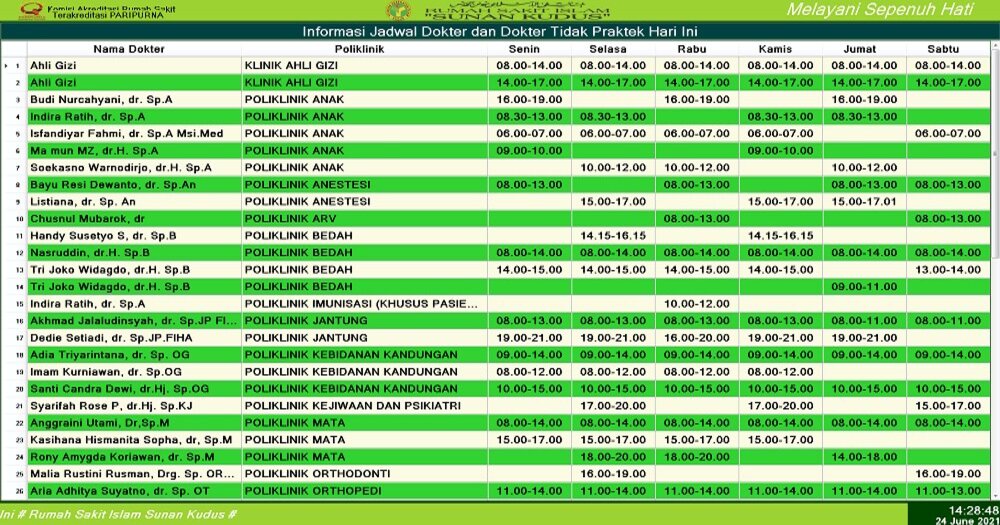 Komisi Akreditasi Rumah Sakit
Terakreditasi PARIPURNA
RUMAH SAKIT ISLAM
"SUNAN KUDUS"
Melayani Sepenuh Hati
Informasi Jadwal Dokter dan Dokter Tidak Praktek Hari Ini
Nama Dokter Poliklinik Senin Selasa Rabu Kamis Jumat Sabtu
1 Ahli Gizi KLINIK AHLI GIZI 08.00-14.00 08.00-14.00 08.00-14.00 08.00-14.00 08.00-14.00 08.00-14.00
2 Ahli Gizi KLINIK AHLI GIZI 14.00-17.00 14.00-17.00 14.00-17.00 14.00-17.00 14.00-17.00 14.00-17.00
3 Budi Nurcahyani, dr. Sp.A POLIKLINIK ANAK 16.00-19.00 16.00-19.00 16.00-19.00
4 Indira Ratih, dr. Sp.A POLIKLINIK ANAK 08.30-13.00 08.30-13.00 08.30-13.00 08.30-13.00
5 Isfandiyar Fahmi, dr. Sp.A Msi.Med POLIKLINIK ANAK 06.00-07.00 06.00-07.00 06.00-07.00 06.00-07.00 06.00-07.00
6 Ma mun MZ, dr.H. Sp.A POLIKLINIK ANAK 09.00-10.00 09.00-10.00
7 Soekasno Warnodirjo, dr.H. Sp.A POLIKLINIK ANAK 10.00-12.00 10.00-12.00 10.00-12.00
8 Bayu Resi Dewanto, dr. Sp.An POLIKLINIK ANESTESI 08.00-13.00 08.00-13.00 08.00-13.00 08.00-13.00
9 Listiana, dr. Sp. An POLIKLINIK ANESTESI 15.00-17.00 15.00-17.00 15.00-17.01
10 Chusnul Mubarok, dr POLIKLINIK ARV 08.00-13.00 08.00-13.00
11 Handy Susetyo S, dr. Sp.B POLIKLINIK BEDAH 14.15-16.15 14.15-16.15
12 Nasruddin, dr.H. Sp.B POLIKLINIK BEDAH 08.00-14.00 08.00-14.00 08.00-14.00 08.00-14.00 08.00-14.00 08.00-14.00
13 Tri Joko Widagdo, dr.H. Sp.B POLIKLINIK BEDAH 14.00-15.00 14.00-15.00 14.00-15.00 14.00-15.00 13.00-14.00
14 Tri Joko Widagdo, dr.H. Sp.B POLIKLINIK BEDAH 09.00-11.00
15 Indira Ratih, dr. Sp.A POLIKLINIK IMUNISASI (KHUSUS PASIE... 10.00-12.00
16 Akhmad Jalaludinsyah, dr. Sp.JP FI... POLIKLINIK JANTUNG 08.00-13.00 08.00-13.00 08.00-13.00 08.00-13.00 08.00-11.00 08.00-11.00
17 Dedie Setiadi, dr. Sp.JP.FIHA POLIKLINIK JANTUNG 19.00-21.00 19.00-21.00 16.00-20.00 19.00-21.00 19.00-21.00
18 Adia Triyarintana, dr. Sp. OG POLIKLINIK KEBIDANAN KANDUNGAN 09.00-14.00 09.00-14.00 09.00-14.00 09.00-14.00 09.00-14.00 09.00-14.00
19 Imam Kurniawan, dr. Sp.OG POLIKLINIK KEBIDANAN KANDUNGAN 08.00-12.00 08.00-12.00 08.00-12.00 08.00-12.00
20 Santi Candra Dewi, dr.Hj. Sp.OG POLIKLINIK KEBIDANAN KANDUNGAN 10.00-15.00 10.00-15.00 10.00-15.00 10.00-15.00 10.00-15.00 10.00-15.00
21 Syarifah Rose P, dr.Hj. Sp.KJ POLIKLINIK KEJIWAAN DAN PSIKIATRI 17.00-20.00 17.00-20.00 15.00-17.00
22 Anggraini Utami, Dr,Sp.M POLIKLINIK MATA 08.00-14.00 08.00-14.00 08.00-14.00 08.00-14.00 08.00-14.00 08.00-14.00
23 Kasihana Hismanita Sopha, dr, Sp.M POLIKLINIK MATA 15.00-17.00 15.00-17.00 15.00-17.00 15.00-17.00
24 Rony Amygda Koriawan, dr. Sp.M POLIKLINIK MATA 18.00-20.00 18.00-20.00 14.00-18.00
25 Malia Rustini Rusman, Drg. Sp. OR... POLIKLINIK ORTHODONTI 16.00-19.00 16.00-19.00
26 Aria Adhitya Suyatno, dr. Sp. OT POLIKLINIK ORTHOPEDI 11.00-14.00 11.00-14.00 11.00-14.00 11.00-14.00 11.00-14.00 11.00-13.00
Ini # Rumah Sakit Islam Sunan Kudus #
14:28:48
24 June 2021